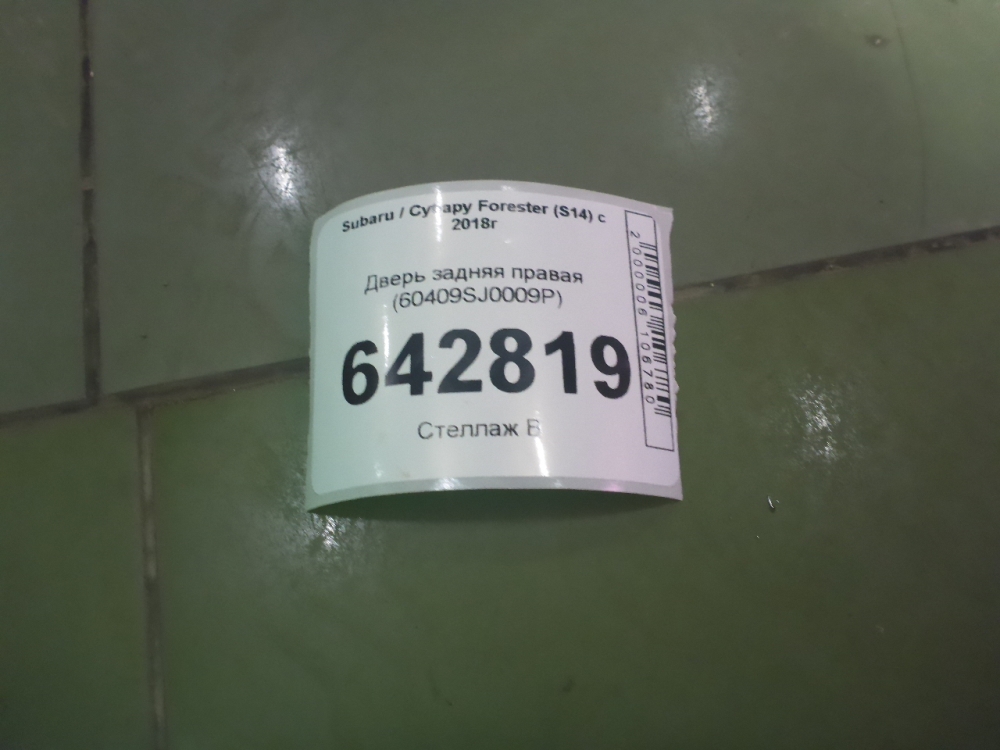 Subaru / Субару Forester (S14) с
2018г
Дверь задняя правая
(60409SJ0009P)
642819
Стеллаж
2000006106780